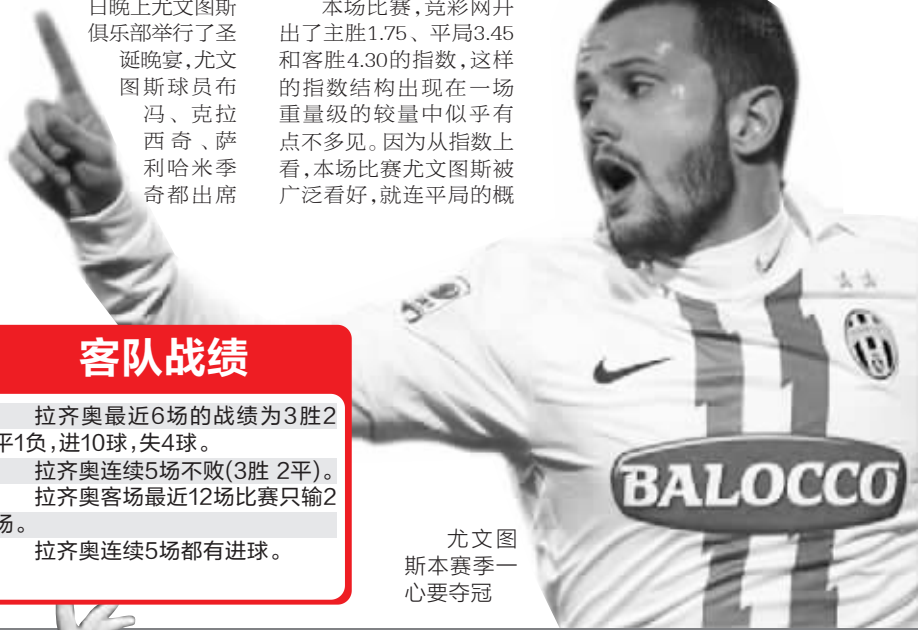 日晚上尤文图斯
俱乐部举行了圣
诞晚宴,尤文
图斯球员布
冯、克拉
西奇、萨
利哈米季
奇都出席
本场比赛,竞彩网开
出了主胜1.75、平局3.45
和客胜4.30的指数,这样
的指数结构出现在一场
重量级的较量中似乎有
点不多见。因为从指数上
看,本场比赛尤文图斯被
广泛看好,就连平局的概
客队战绩
拉齐奥最近6场的战绩为3胜2
平1负,进10球,失4球。
拉齐奥连续5场不败(3胜 2平)。
拉齐奥客场最近12场比赛只输2
场。
拉齐奥连续5场都有进球。
尤文图
斯本赛季一
心要夺冠
BALOCCO